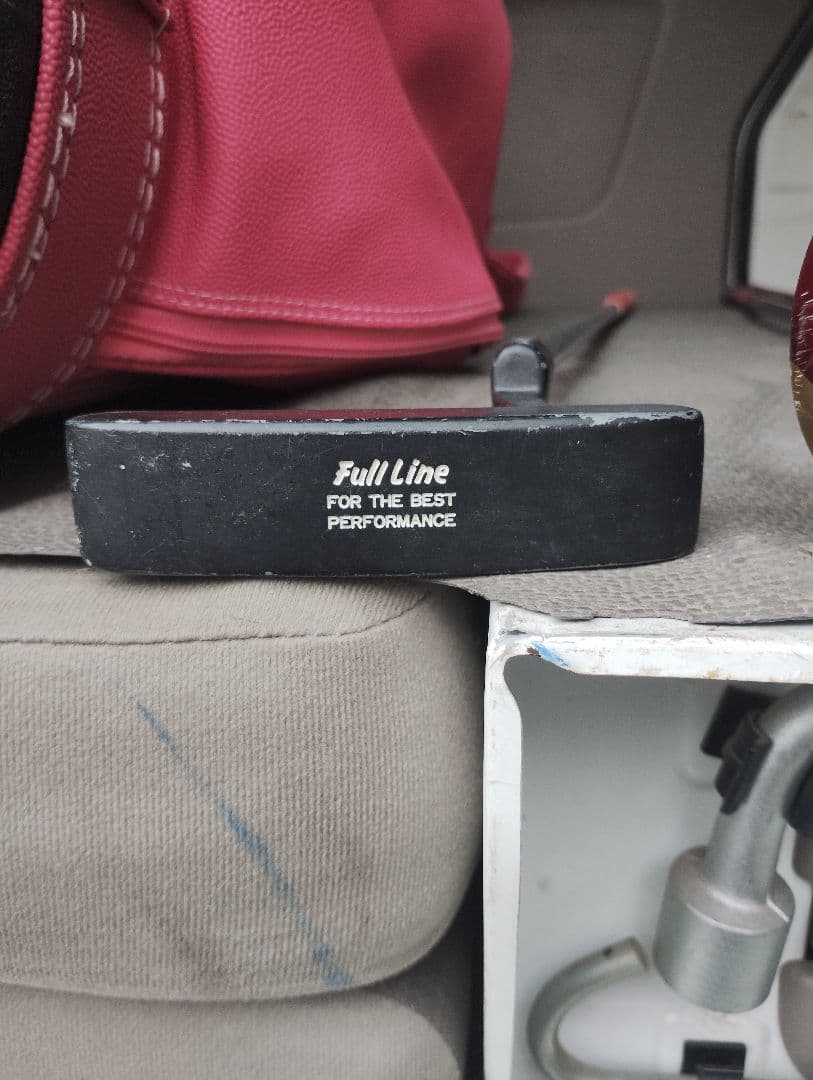 Full Line
FOR THE BEST
PERFORMANCE